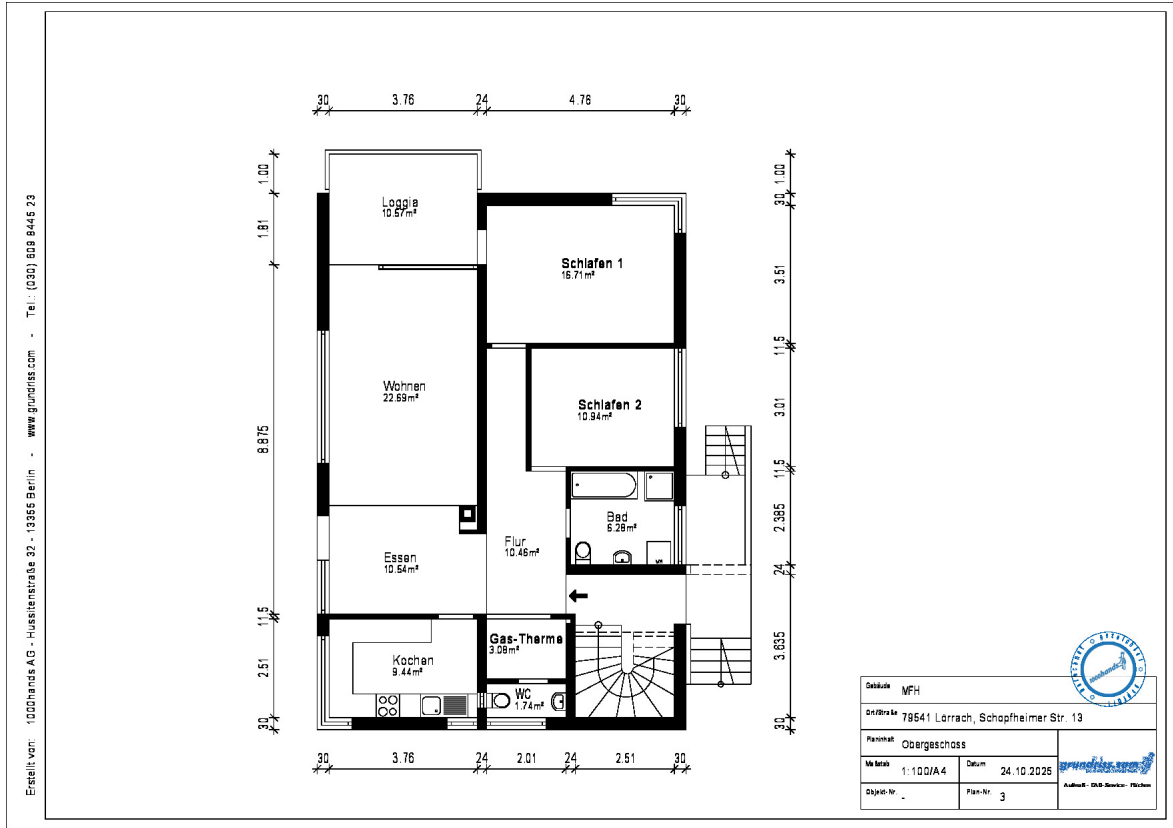 30 3.76 24 4.76 30
1.00
1.81
8.875
11.5
2.51
30
1.00
30
3.51
11.5
3.01
11.5
2.385
24
3.635
30
Loggia
10.57m²
Schlafen 1
16.71m²
Wohnen
22.69m²
Schlafen 2
10.94m²
Bad
6.28m²
Flur
10.46m²
Essen
10.54m²
Gas-Therme
3.08m²
Kochen
9.44m²
WC
1.74m²
30 3.76 24 2.01 24 2.51 30
Erstellt von: 1000hands AG - Hussitenstraße 32 - 13355 Berlin - www.grundriss.com - Tel.: (030) 609 8445 23
1000hands
Gebäude MFH
Ort/Straße 79541 Lörrach, Schopfheimer Str. 13
Planinhalt Obergeschoss
Maßstab 1:100/A4 Datum 24.10.2025
Objekt-Nr. - Plan-Nr. 3
grundriss.com
Aufmaß - CAD-Service - Flächen